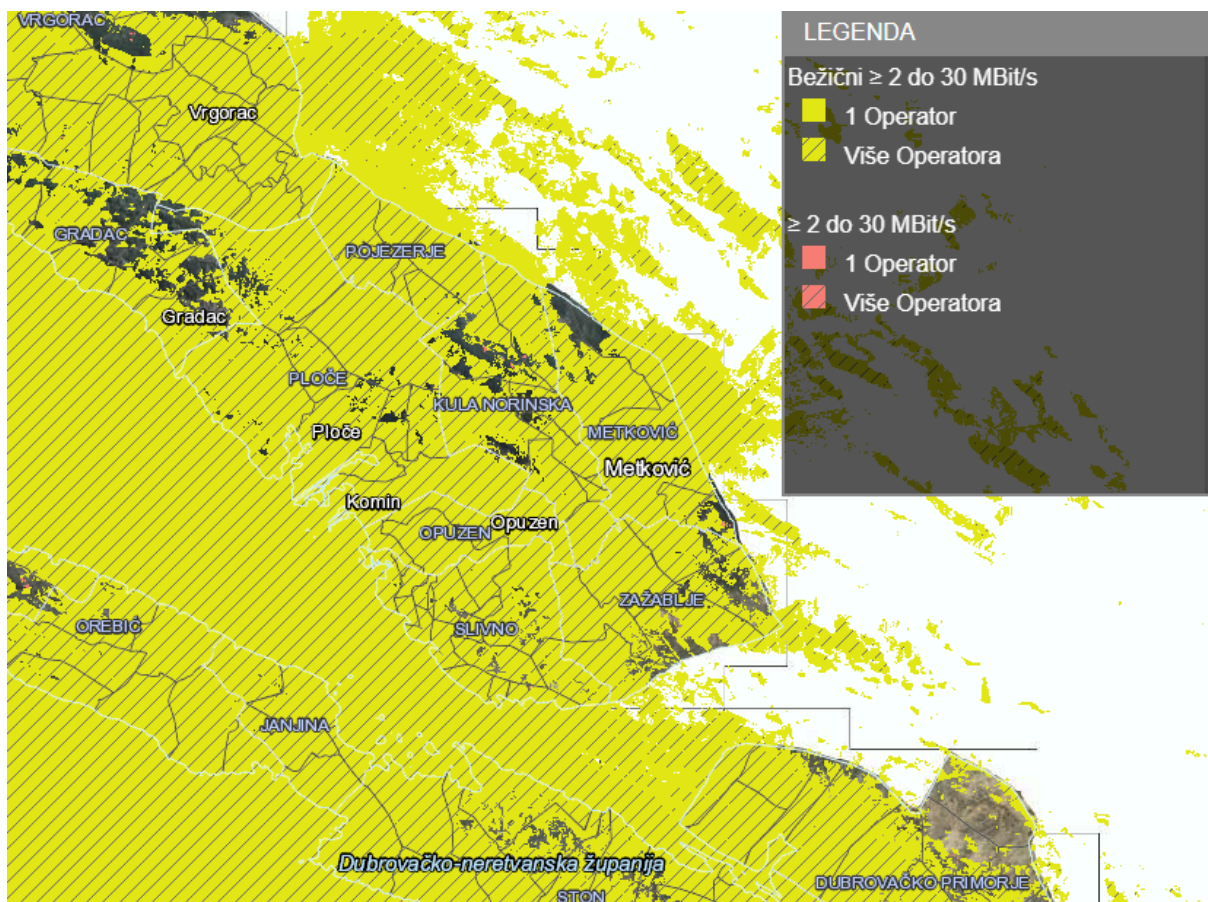 VRGORAC
LEGENDA
Bežični ≥ 2 do 30 MBit/s
1 Operator
Više Operatora
≥ 2 do 30 MBit/s
1 Operator
Više Operatora
Vrgorac
GRADAC
POJEZERJE
Gradac
PLOČE
KULA NORINSKA
Ploče
METKOVIĆ
Metković
Komin
OPUZEN
Opuzen
ZAŽABLJE
OREBIĆ
SLIVNO
JANJINA
Dubrovačko-neretvanska županija
DUBROVAČKO PRIMORJE
STON